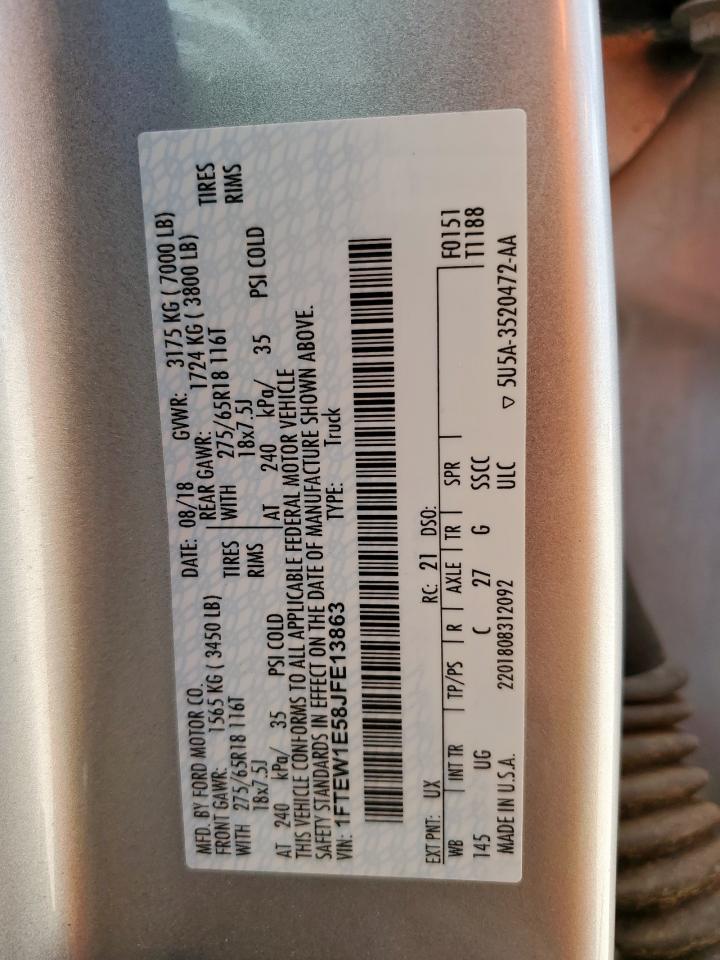 MFD. BY FORD MOTOR CO.
DATE: 08/18 GVWR: 3175 KG ( 7000 LB)
FRONT GAWR: 1565 KG ( 3450 LB) REAR GAWR: 1724 KG ( 3800 LB)
WITH 275/65R18 116T TIRES WITH 275/65R18 116T TIRES
18x7.5J RIMS 18x7.5J RIMS
AT 240 kPa/ 35 PSI COLD AT 240 kPa/ 35 PSI COLD
THIS VEHICLE CONFORMS TO ALL APPLICABLE FEDERAL MOTOR VEHICLE
SAFETY STANDARDS IN EFFECT ON THE DATE OF MANUFACTURE SHOWN ABOVE.
VIN: 1FTEW1E58JFE13863 TYPE: Truck
F0151
EXT PNT: UX RC: 21 DSO: T1188
WB INT TR TP/PS R AXLE TR SPR
145 UG C 27 G SSCC
MADE IN U.S.A. 2201808312092 ULC ▽ 5U5A-3520472-AA